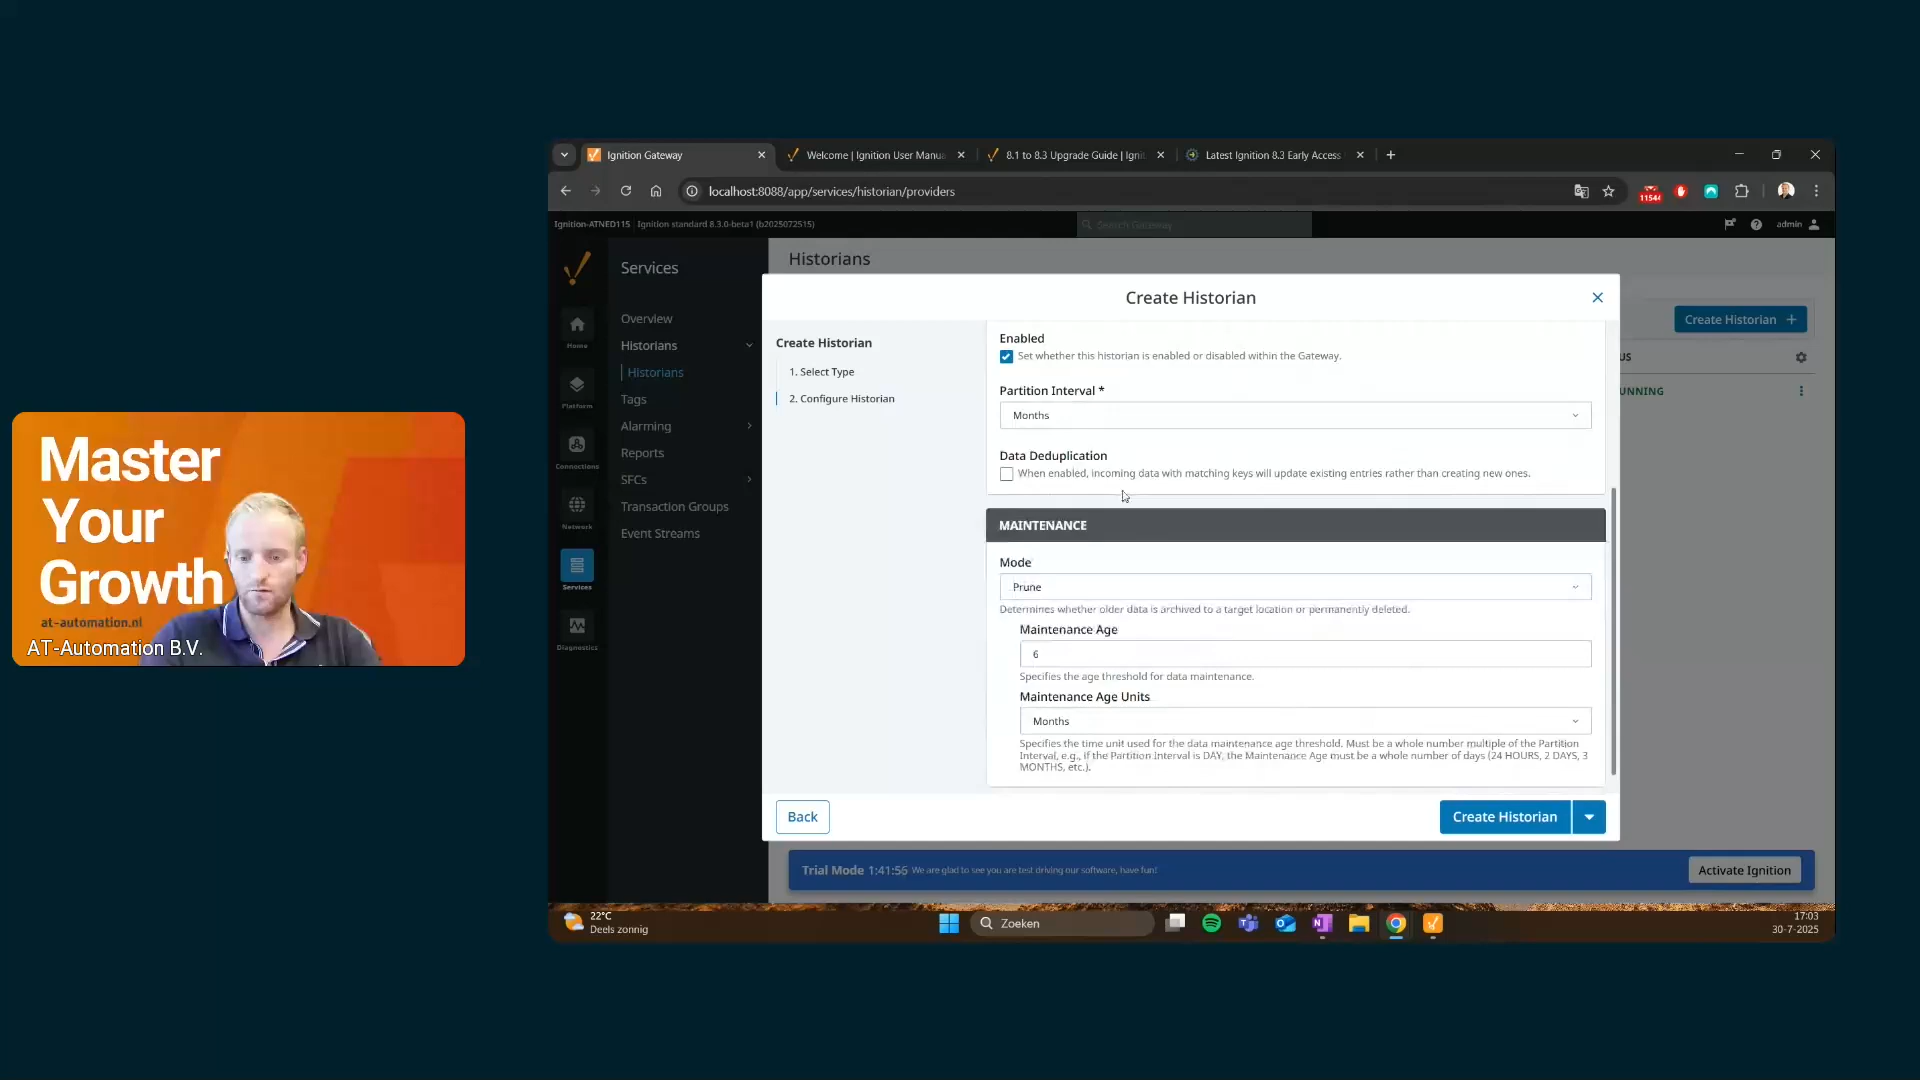 Master
Your
Growth
at-automation.nl
AT-Automation B.V.
Ignition Gateway
Welcome | Ignition User Manua
8.1 to 8.3 Upgrade Guide | Ignit
Latest Ignition 8.3 Early Access
localhost:8088/app/services/historian/providers
11544
Ignition-ATNED115 Ignition standard 8.3.0-beta1 (b2025072515)
Search Gateway
admin
Home
Platform
Connections
Network
Services
Diagnostics
Services
Overview
Historians
Historians
Tags
Alarming
Reports
SFCs
Transaction Groups
Event Streams
Historians
Create Historian +
US
UNNING
Create Historian
Create Historian
1. Select Type
2. Configure Historian
Enabled
Set whether this historian is enabled or disabled within the Gateway.
Partition Interval *
Months
Data Deduplication
When enabled, incoming data with matching keys will update existing entries rather than creating new ones.
MAINTENANCE
Mode
Prune
Determines whether older data is archived to a target location or permanently deleted.
Maintenance Age
6
Specifies the age threshold for data maintenance.
Maintenance Age Units
Months
Specifies the time unit used for the data maintenance age threshold. Must be a whole number multiple of the Partition
Interval, e.g., if the Partition Interval is DAY, the Maintenance Age must be a whole number of days (24 HOURS, 2 DAYS, 3
MONTHS, etc.).
Back
Create Historian
Trial Mode 1:41:56 We are glad to see you are test driving our software, have fun!
Activate Ignition
22°C
Deels zonnig
Zoeken
17:03
30-7-2025